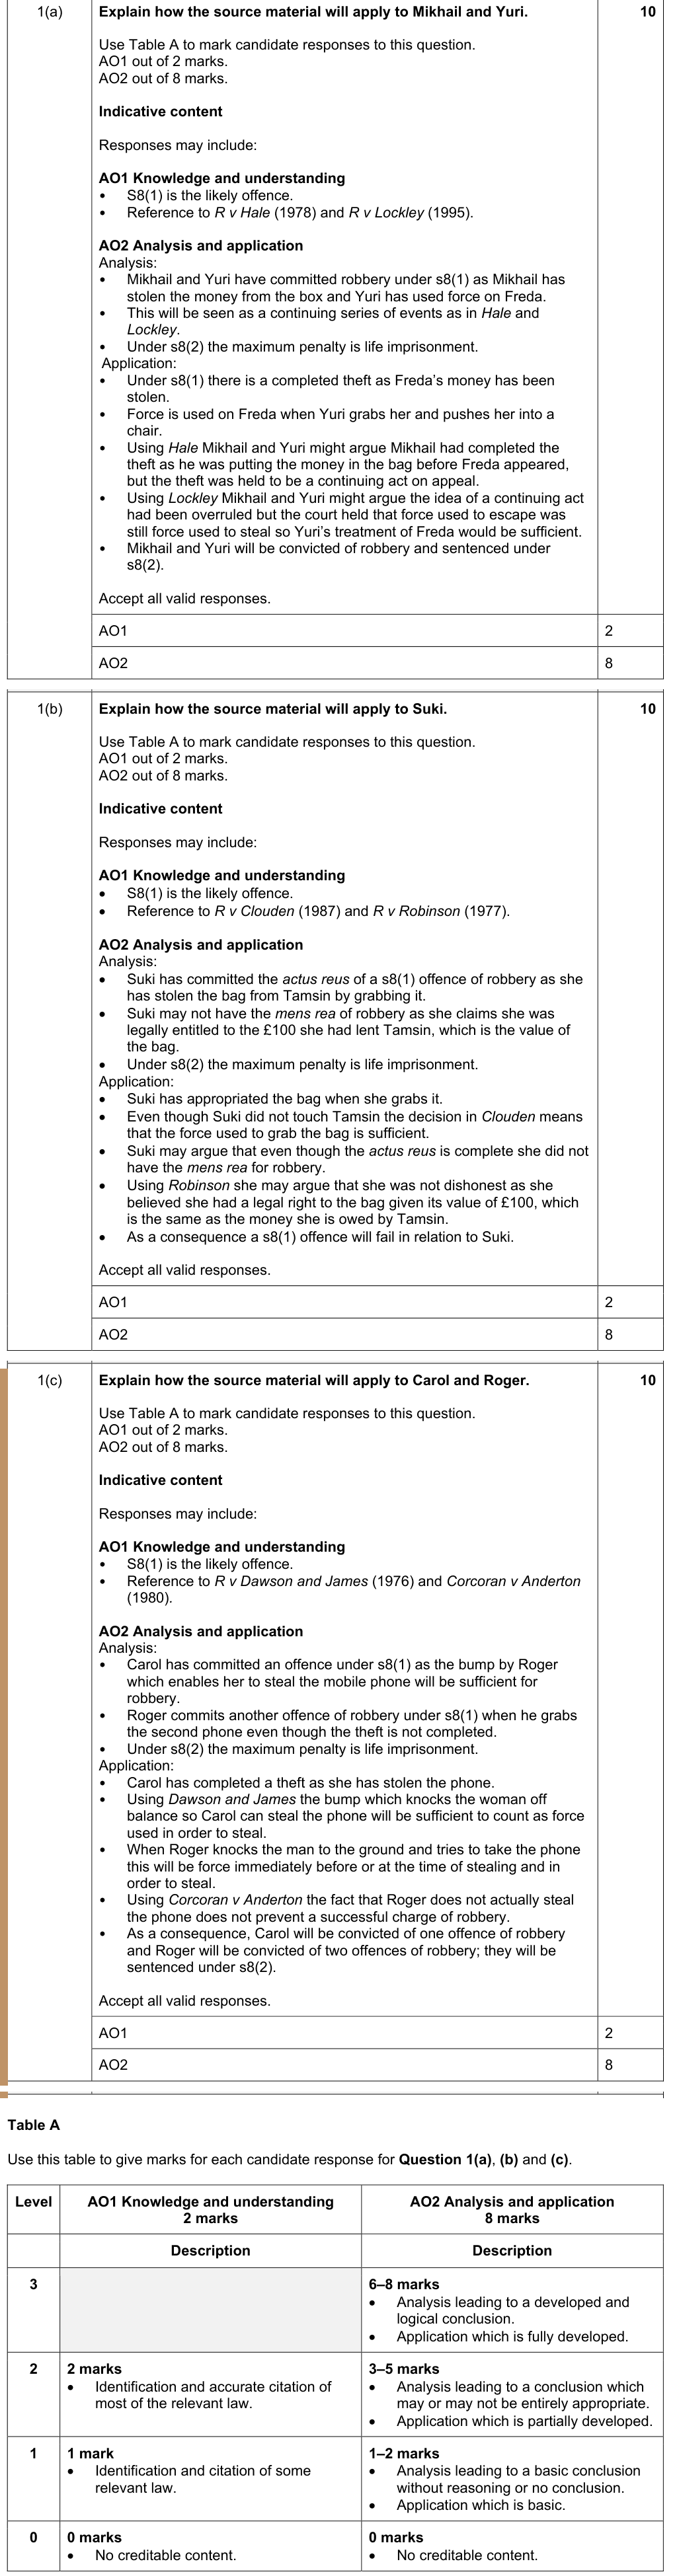 1(a)
Explain how the source material will apply to Mikhail and Yuri.
10
Use Table A to mark candidate responses to this question.
AO1 out of 2 marks.
AO2 out of 8 marks.
Indicative content
Responses may include:
AO1 Knowledge and understanding
• S8(1) is the likely offence.
• Reference to R v Hale (1978) and R v Lockley (1995).
AO2 Analysis and application
Analysis:
• Mikhail and Yuri have committed robbery under s8(1) as Mikhail has
stolen the money from the box and Yuri has used force on Freda.
• This will be seen as a continuing series of events as in Hale and
Lockley.
• Under s8(2) the maximum penalty is life imprisonment.
Application:
• Under s8(1) there is a completed theft as Freda's money has been
stolen.
• Force is used on Freda when Yuri grabs her and pushes her into a
chair.
• Using Hale Mikhail and Yuri might argue Mikhail had completed the
theft as he was putting the money in the bag before Freda appeared,
but the theft was held to be a continuing act on appeal.
• Using Lockley Mikhail and Yuri might argue the idea of a continuing act
had been overruled but the court held that force used to escape was
still force used to steal so Yuri's treatment of Freda would be sufficient.
• Mikhail and Yuri will be convicted of robbery and sentenced under
s8(2).
Accept all valid responses.
AO1 2
AO2 8
1(b)
Explain how the source material will apply to Suki.
10
Use Table A to mark candidate responses to this question.
AO1 out of 2 marks.
AO2 out of 8 marks.
Indicative content
Responses may include:
AO1 Knowledge and understanding
• S8(1) is the likely offence.
• Reference to R v Clouden (1987) and R v Robinson (1977).
AO2 Analysis and application
Analysis:
• Suki has committed the actus reus of a s8(1) offence of robbery as she
has stolen the bag from Tamsin by grabbing it.
• Suki may not have the mens rea of robbery as she claims she was
legally entitled to the £100 she had lent Tamsin, which is the value of
the bag.
• Under s8(2) the maximum penalty is life imprisonment.
Application:
• Suki has appropriated the bag when she grabs it.
• Even though Suki did not touch Tamsin the decision in Clouden means
that the force used to grab the bag is sufficient.
• Suki may argue that even though the actus reus is complete she did not
have the mens rea for robbery.
• Using Robinson she may argue that she was not dishonest as she
believed she had a legal right to the bag given its value of £100, which
is the same as the money she is owed by Tamsin.
• As a consequence a s8(1) offence will fail in relation to Suki.
Accept all valid responses.
AO1 2
AO2 8
1(c)
Explain how the source material will apply to Carol and Roger.
10
Use Table A to mark candidate responses to this question.
AO1 out of 2 marks.
AO2 out of 8 marks.
Indicative content
Responses may include:
AO1 Knowledge and understanding
• S8(1) is the likely offence.
• Reference to R v Dawson and James (1976) and Corcoran v Anderton
(1980).
AO2 Analysis and application
Analysis:
• Carol has committed an offence under s8(1) as the bump by Roger
which enables her to steal the mobile phone will be sufficient for
robbery.
• Roger commits another offence of robbery under s8(1) when he grabs
the second phone even though the theft is not completed.
• Under s8(2) the maximum penalty is life imprisonment.
Application:
• Carol has completed a theft as she has stolen the phone.
• Using Dawson and James the bump which knocks the woman off
balance so Carol can steal the phone will be sufficient to count as force
used in order to steal.
• When Roger knocks the man to the ground and tries to take the phone
this will be force immediately before or at the time of stealing and in
order to steal.
• Using Corcoran v Anderton the fact that Roger does not actually steal
the phone does not prevent a successful charge of robbery.
• As a consequence, Carol will be convicted of one offence of robbery
and Roger will be convicted of two offences of robbery; they will be
sentenced under s8(2).
Accept all valid responses.
AO1 2
AO2 8
Table A
Use this table to give marks for each candidate response for Question 1(a), (b) and (c).
Level
AO1 Knowledge and understanding
2 marks
AO2 Analysis and application
8 marks
Description
Description
3
6–8 marks
• Analysis leading to a developed and
logical conclusion.
• Application which is fully developed.
2
2 marks
• Identification and accurate citation of
most of the relevant law.
3–5 marks
• Analysis leading to a conclusion which
may or may not be entirely appropriate.
• Application which is partially developed.
1
1 mark
• Identification and citation of some
relevant law.
1–2 marks
• Analysis leading to a basic conclusion
without reasoning or no conclusion.
• Application which is basic.
0
0 marks
• No creditable content.
0 marks
• No creditable content.